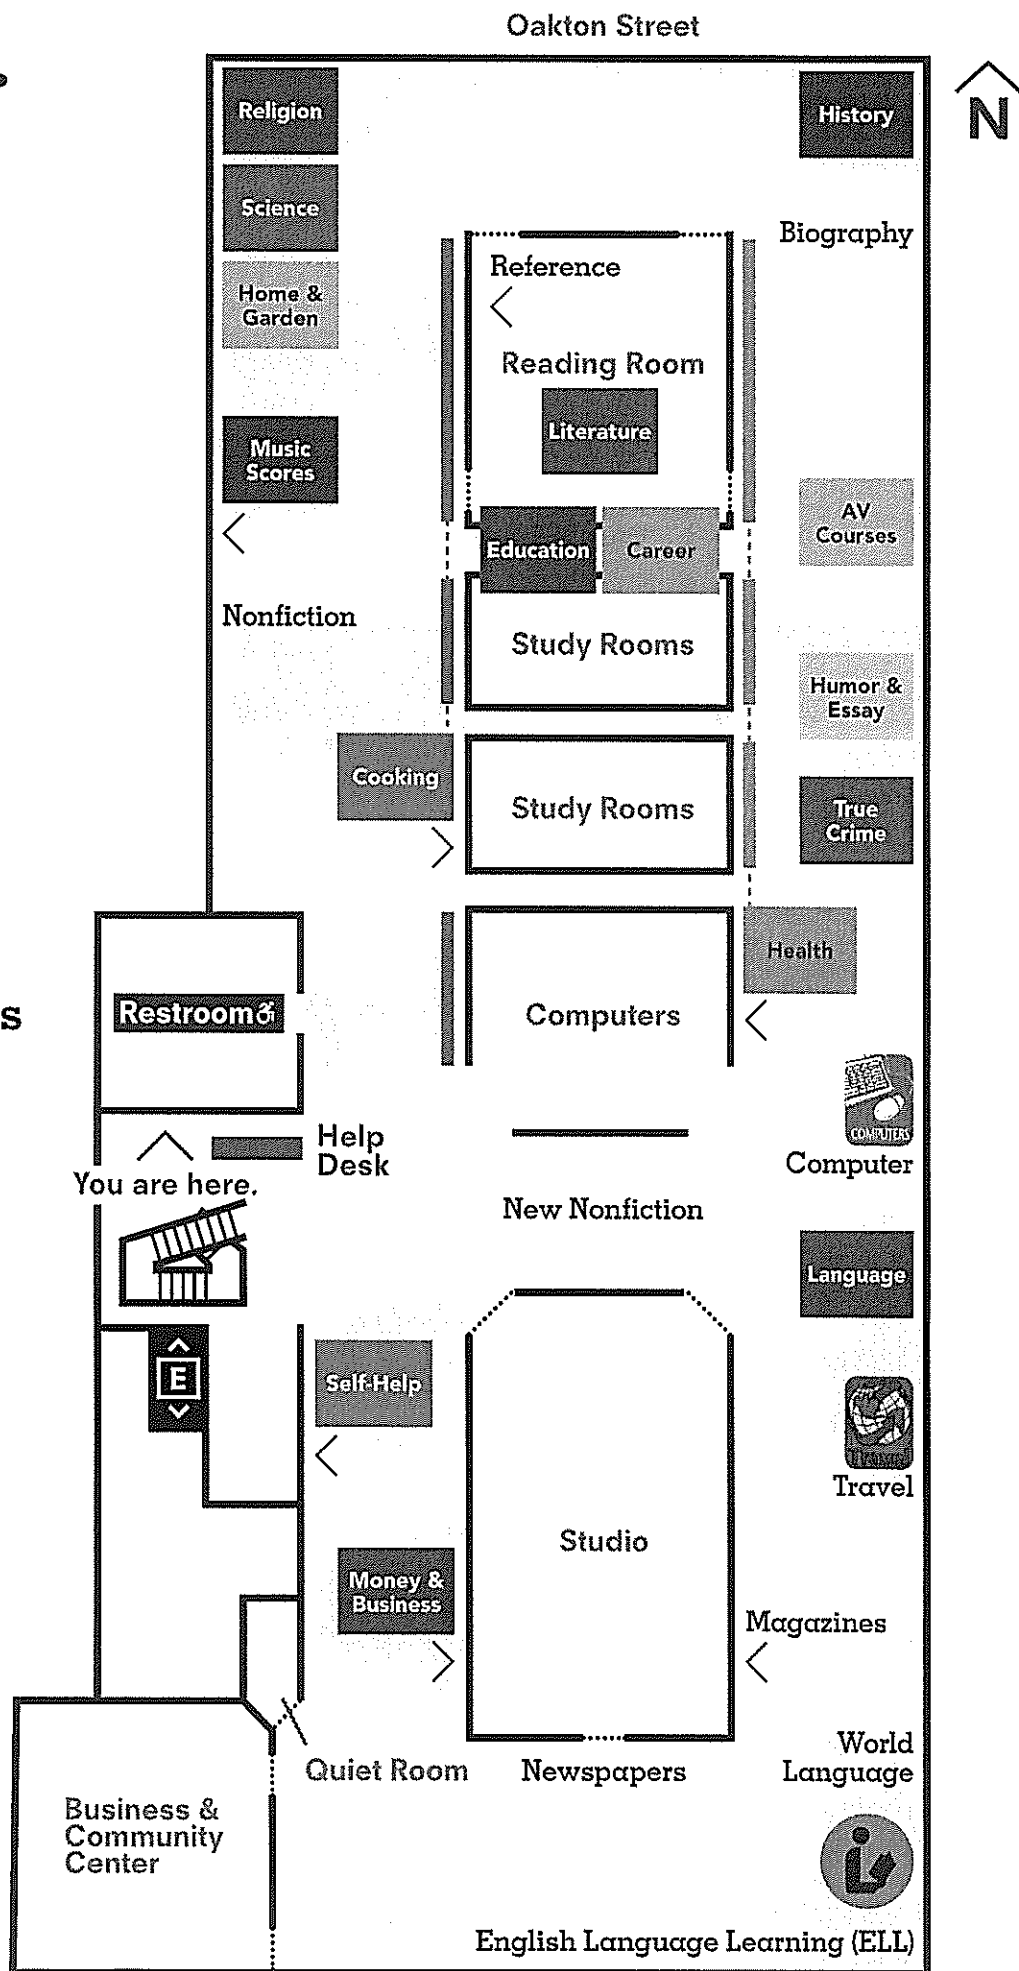 Oakton Street
N
Religion
History
Science
Biography
Home &
Garden
Reference
Reading Room
Literature
Music
Scores
AV
Courses
Education
Career
Nonfiction
Study Rooms
Humor &
Essay
Cooking
Study Rooms
True
Crime
Health
Restroom
s
Computers
COMPUTERS
Computer
Help
Desk
You are here.
New Nonfiction
Language
E
Self-Help
Travel
Studio
Money &
Business
Magazines
World
Language
Quiet Room
Newspapers
Business &
Community
Center
English Language Learning (ELL)